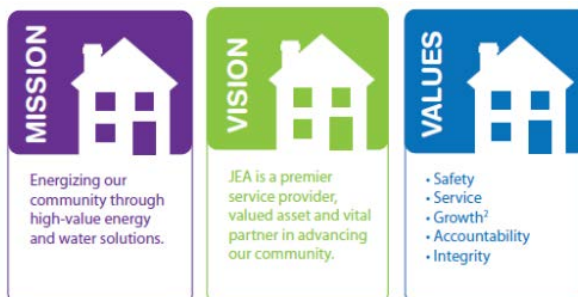 MISSION
Energizing our
community through
high-value energy
and water solutions.
VISION
JEA is a premier
service provider,
valued asset and vital
partner in advancing
our community.
VALUES
• Safety
• Service
• Growth²
• Accountability
• Integrity